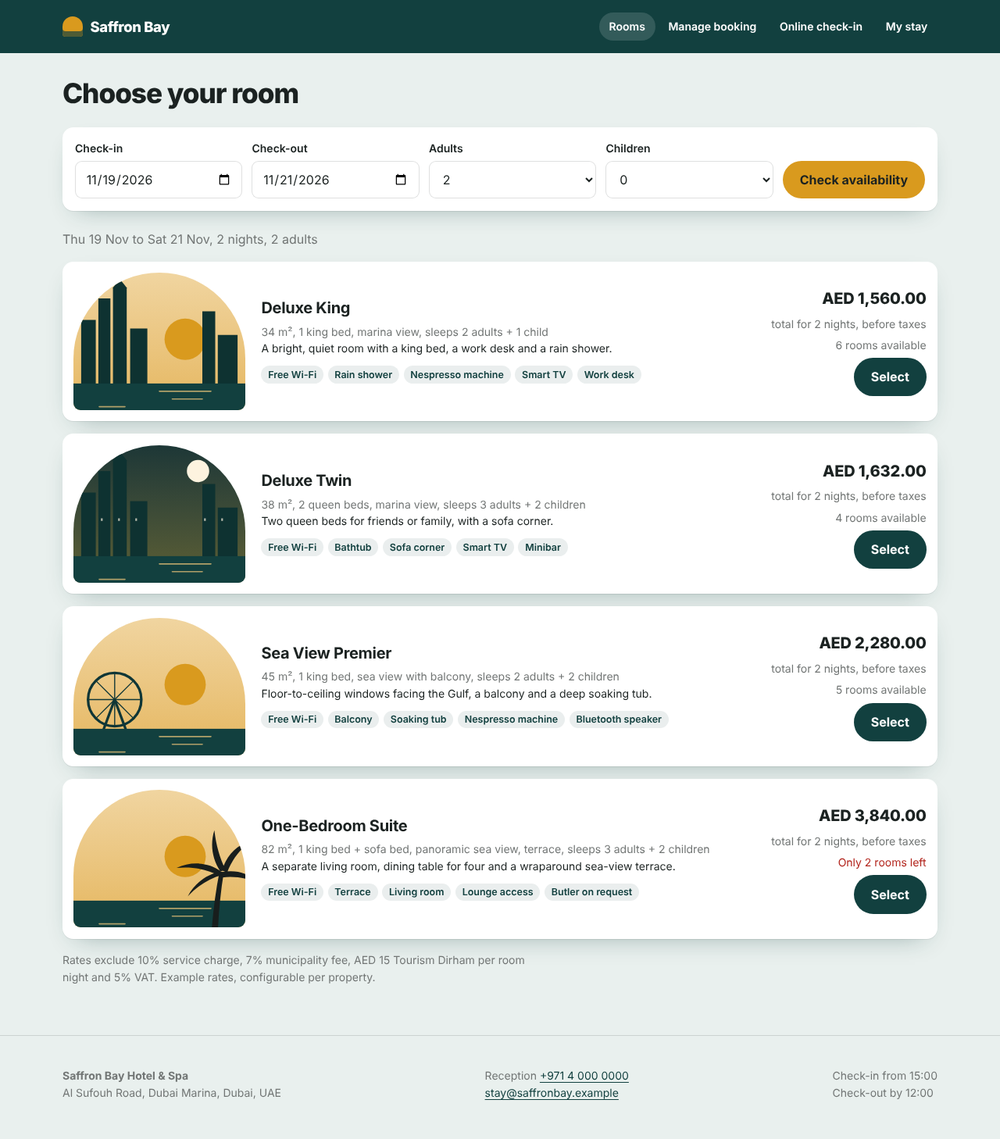 Saffron Bay
Rooms
Manage booking
Online check-in
My stay
Choose your room
Check-in
Check-out
Adults
Children
11/19/2026
11/21/2026
2
0
Check availability
Thu 19 Nov to Sat 21 Nov, 2 nights, 2 adults
Deluxe King
34 m², 1 king bed, marina view, sleeps 2 adults + 1 child
A bright, quiet room with a king bed, a work desk and a rain shower.
Free Wi-Fi
Rain shower
Nespresso machine
Smart TV
Work desk
AED 1,560.00
total for 2 nights, before taxes
6 rooms available
Select
Deluxe Twin
38 m², 2 queen beds, marina view, sleeps 3 adults + 2 children
Two queen beds for friends or family, with a sofa corner.
Free Wi-Fi
Bathtub
Sofa corner
Smart TV
Minibar
AED 1,632.00
total for 2 nights, before taxes
4 rooms available
Select
Sea View Premier
45 m², 1 king bed, sea view with balcony, sleeps 2 adults + 2 children
Floor-to-ceiling windows facing the Gulf, a balcony and a deep soaking tub.
Free Wi-Fi
Balcony
Soaking tub
Nespresso machine
Bluetooth speaker
AED 2,280.00
total for 2 nights, before taxes
5 rooms available
Select
One-Bedroom Suite
82 m², 1 king bed + sofa bed, panoramic sea view, terrace, sleeps 3 adults + 2 children
A separate living room, dining table for four and a wraparound sea-view terrace.
Free Wi-Fi
Terrace
Living room
Lounge access
Butler on request
AED 3,840.00
total for 2 nights, before taxes
Only 2 rooms left
Select
Rates exclude 10% service charge, 7% municipality fee, AED 15 Tourism Dirham per room
night and 5% VAT. Example rates, configurable per property.
Saffron Bay Hotel & Spa
Al Sufouh Road, Dubai Marina, Dubai, UAE
Reception +971 4 000 0000
stay@saffronbay.example
Check-in from 15:00
Check-out by 12:00